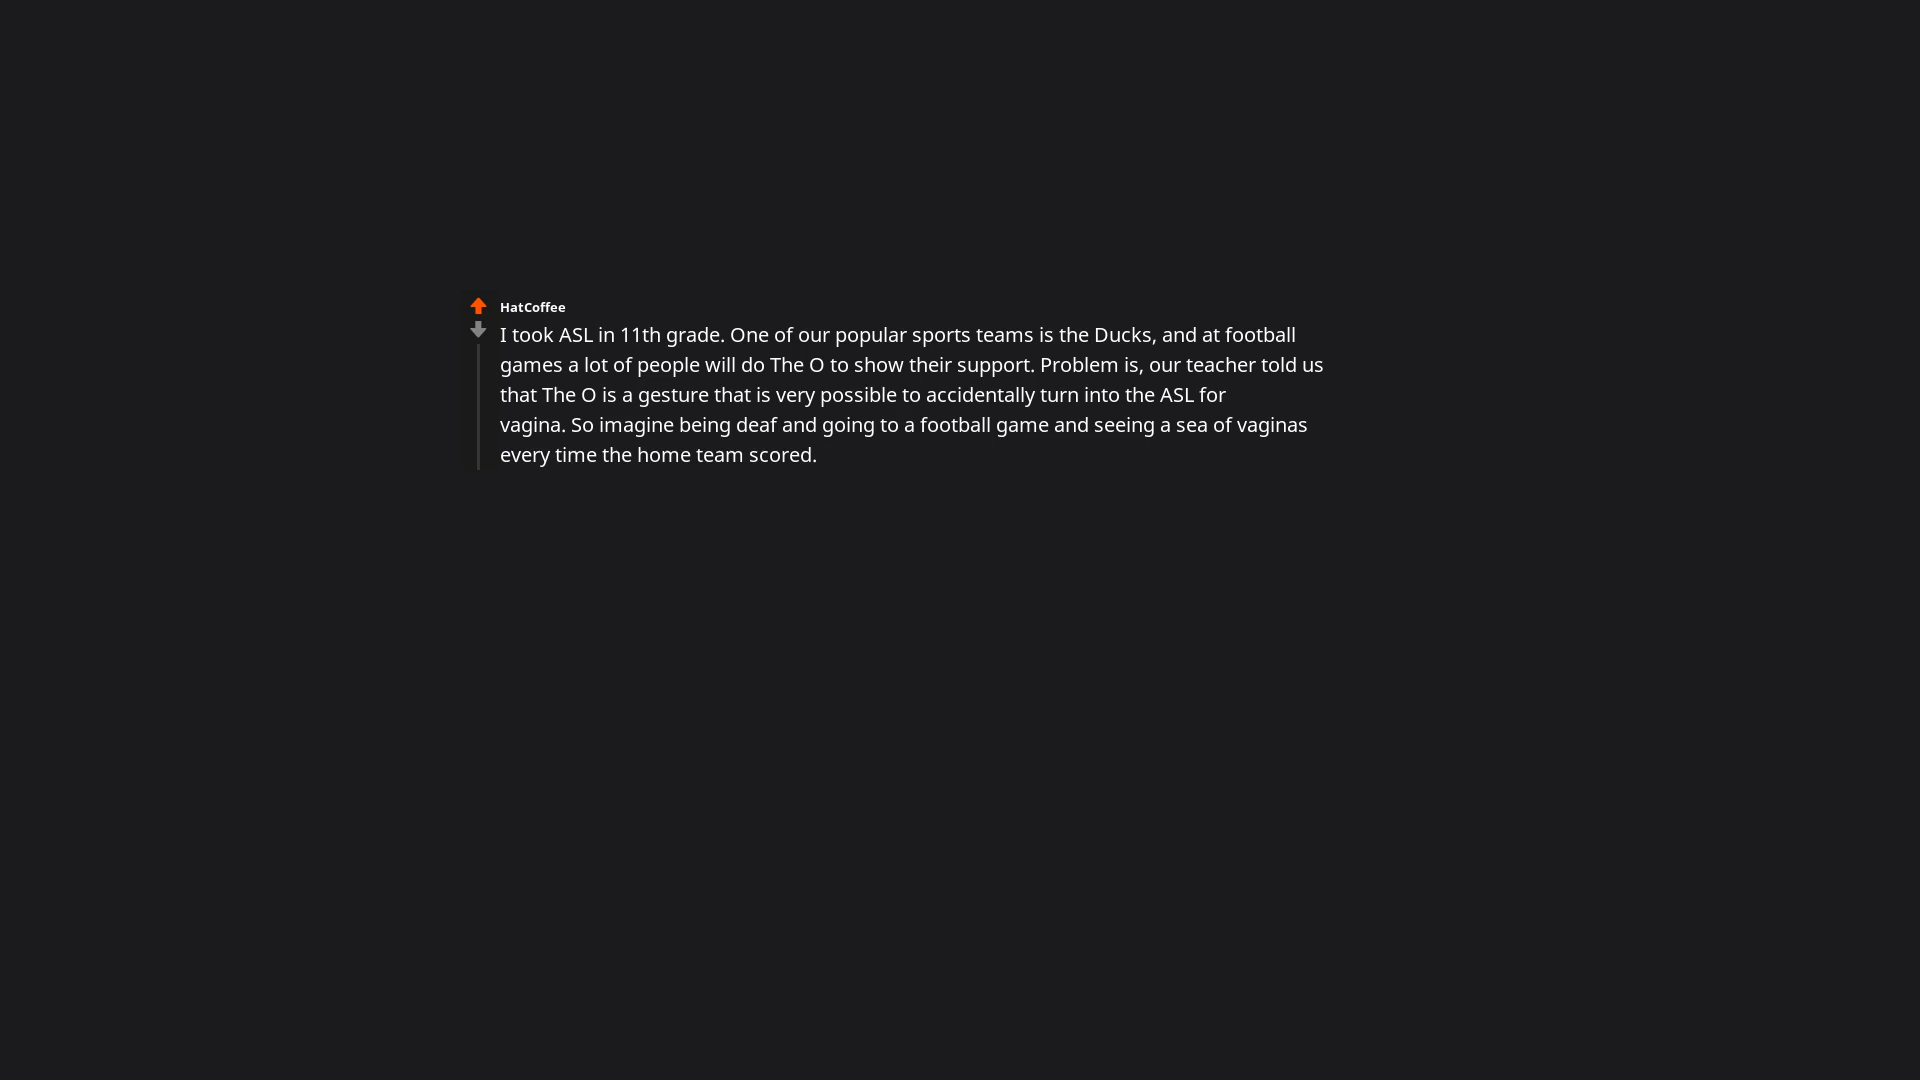 HatCoffee
I took ASL in 11th grade. One of our popular sports teams is the Ducks, and at football
games a lot of people will do The O to show their support. Problem is, our teacher told us
that The O is a gesture that is very possible to accidentally turn into the ASL for
vagina. So imagine being deaf and going to a football game and seeing a sea of vaginas
every time the home team scored.